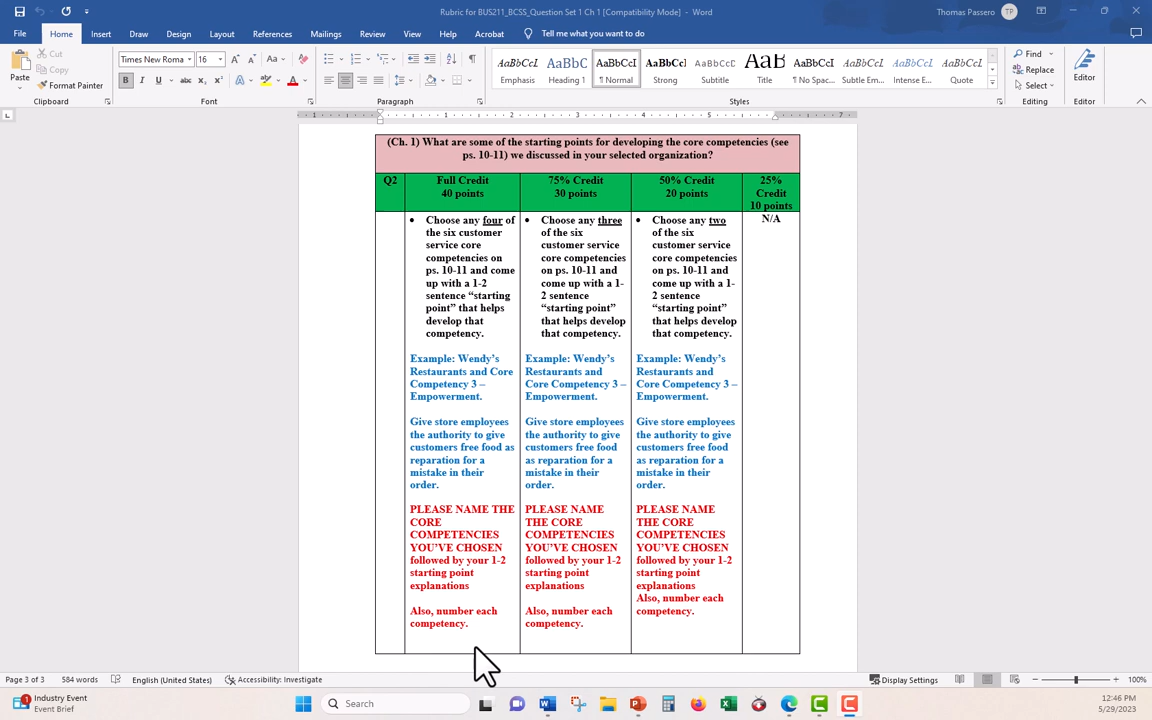 Rubric for BUS211_BCSS_Question Set 1 Ch 1 [Compatibility Mode] - Word
Thomas Passero TP
File Home Insert Draw Design Layout References Mailings Review View Help Acrobat Tell me what you want to do
Paste
Cut
Copy
Format Painter
Clipboard
Times New Roman 16
Font
Paragraph
AaBbCcI AaBbC AaBbCcI AaBbCcl AaBbCcC AaB AaBbCcI AaBbCcI AaBbCcI AaBbCcI
Emphasis Heading 1 ¶ Normal Strong Subtitle Title ¶ No Spac... Subtle Em... Intense E... Quote
Styles
Find
Replace
Select
Editing
Editor
Editor
1 1 2 3 4 5 7
(Ch. 1) What are some of the starting points for developing the core competencies (see
ps. 10-11) we discussed in your selected organization?
Q2
Full Credit
40 points
75% Credit
30 points
50% Credit
20 points
25%
Credit
10 points
• Choose any four of
the six customer
service core
competencies on
ps. 10-11 and come
up with a 1-2
sentence “starting
point” that helps
develop that
competency.
Example: Wendy’s
Restaurants and Core
Competency 3 –
Empowerment.
Give store employees
the authority to give
customers free food as
reparation for a
mistake in their
order.
PLEASE NAME THE
CORE
COMPETENCIES
YOU’VE CHOSEN
followed by your 1-2
starting point
explanations
Also, number each
competency.
• Choose any three
of the six
customer service
core competencies
on ps. 10-11 and
come up with a 1-
2 sentence
“starting point”
that helps develop
that competency.
Example: Wendy’s
Restaurants and
Core Competency 3 –
Empowerment.
Give store employees
the authority to give
customers free food
as reparation for a
mistake in their
order.
PLEASE NAME
THE CORE
COMPETENCIES
YOU’VE CHOSEN
followed by your 1-2
starting point
explanations
Also, number each
competency.
• Choose any two
of the six
customer service
core competencies
on ps. 10-11 and
come up with a 1-
2 sentence
“starting point”
that helps develop
that competency.
Example: Wendy’s
Restaurants and
Core Competency 3 –
Empowerment.
Give store employees
the authority to give
customers free food
as reparation for a
mistake in their
order.
PLEASE NAME
THE CORE
COMPETENCIES
YOU’VE CHOSEN
followed by your 1-2
starting point
explanations
Also, number each
competency.
N/A
Page 3 of 3 584 words English (United States) Accessibility: Investigate Display Settings 100%
Industry Event
Event Brief
Search
12:46 PM
5/29/2023